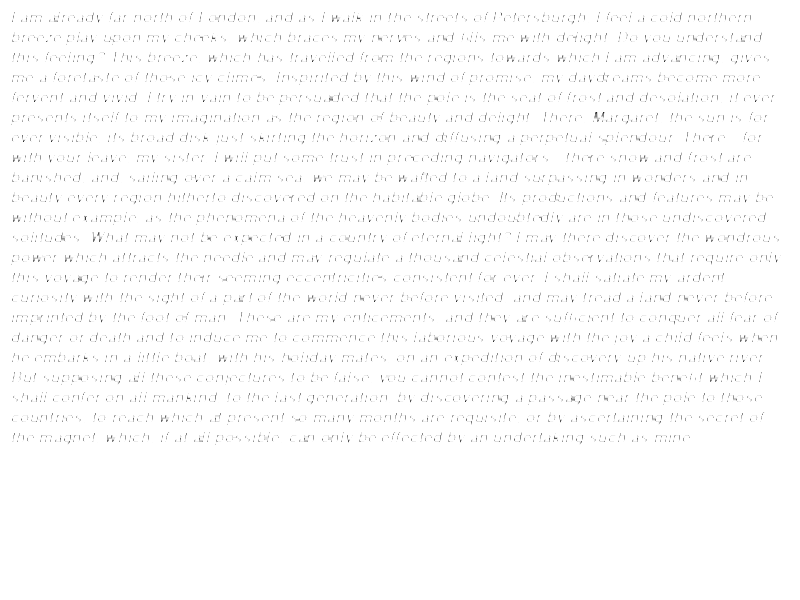 I am already far north of London, and as I walk in the streets of Petersburgh, I feel a cold northern
breeze play upon my cheeks, which braces my nerves and fills me with delight. Do you understand
this feeling? This breeze, which has travelled from the regions towards which I am advancing, gives
me a foretaste of those icy climes. Inspirited by this wind of promise, my daydreams become more
fervent and vivid. I try in vain to be persuaded that the pole is the seat of frost and desolation; it ever
presents itself to my imagination as the region of beauty and delight. There, Margaret, the sun is for
ever visible, its broad disk just skirting the horizon and diffusing a perpetual splendour. There—for
with your leave, my sister, I will put some trust in preceding navigators—there snow and frost are
banished; and, sailing over a calm sea, we may be wafted to a land surpassing in wonders and in
beauty every region hitherto discovered on the habitable globe. Its productions and features may be
without example, as the phenomena of the heavenly bodies undoubtedly are in those undiscovered
solitudes. What may not be expected in a country of eternal light? I may there discover the wondrous
power which attracts the needle and may regulate a thousand celestial observations that require only
this voyage to render their seeming eccentricities consistent for ever. I shall satiate my ardent
curiosity with the sight of a part of the world never before visited, and may tread a land never before
imprinted by the foot of man. These are my enticements, and they are sufficient to conquer all fear of
danger or death and to induce me to commence this laborious voyage with the joy a child feels when
he embarks in a little boat, with his holiday mates, on an expedition of discovery up his native river.
But supposing all these conjectures to be false, you cannot contest the inestimable benefit which I
shall confer on all mankind, to the last generation, by discovering a passage near the pole to those
countries, to reach which at present so many months are requisite; or by ascertaining the secret of
the magnet, which, if at all possible, can only be effected by an undertaking such as mine.